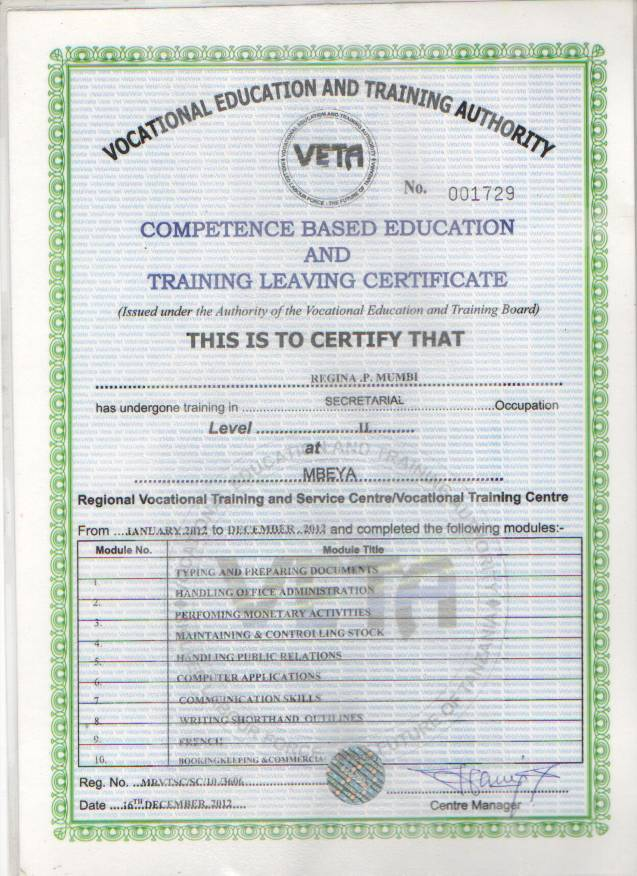 VOCATIONAL EDUCATION AND TRAINING AUTHORITY
VETA
No. 001729
COMPETENCE BASED EDUCATION
AND
TRAINING LEAVING CERTIFICATE
(Issued under the Authority of the Vocational Education and Training Board)
THIS IS TO CERTIFY THAT
REGINA .P. MUMBI
has undergone training in SECRETARIAL Occupation
Level II
at
MBEYA
Regional Vocational Training and Service Centre/Vocational Training Centre
From JANUARY 2012 to DECEMBER, 2012 and completed the following modules:-
Module No. Module Title
1. TYPING AND PREPARING DOCUMENTS
2. HANDLING OFFICE ADMINISTRATION
3. PERFOMING MONETARY ACTIVITIES
4. MAINTAINING & CONTROLLING STOCK
5. HANDLING PUBLIC RELATIONS
6. COMPUTER APPLICATIONS
7. COMMUNICATION SKILLS
8. WRITING SHORTHAND OUTLINES
9. FRENCH
10. BOOKINGKEEPING & COMMERCIA
Reg. No. MRVTSC/SC/10/3606
Date 16TH DECEMBER, 2012
Centre Manager